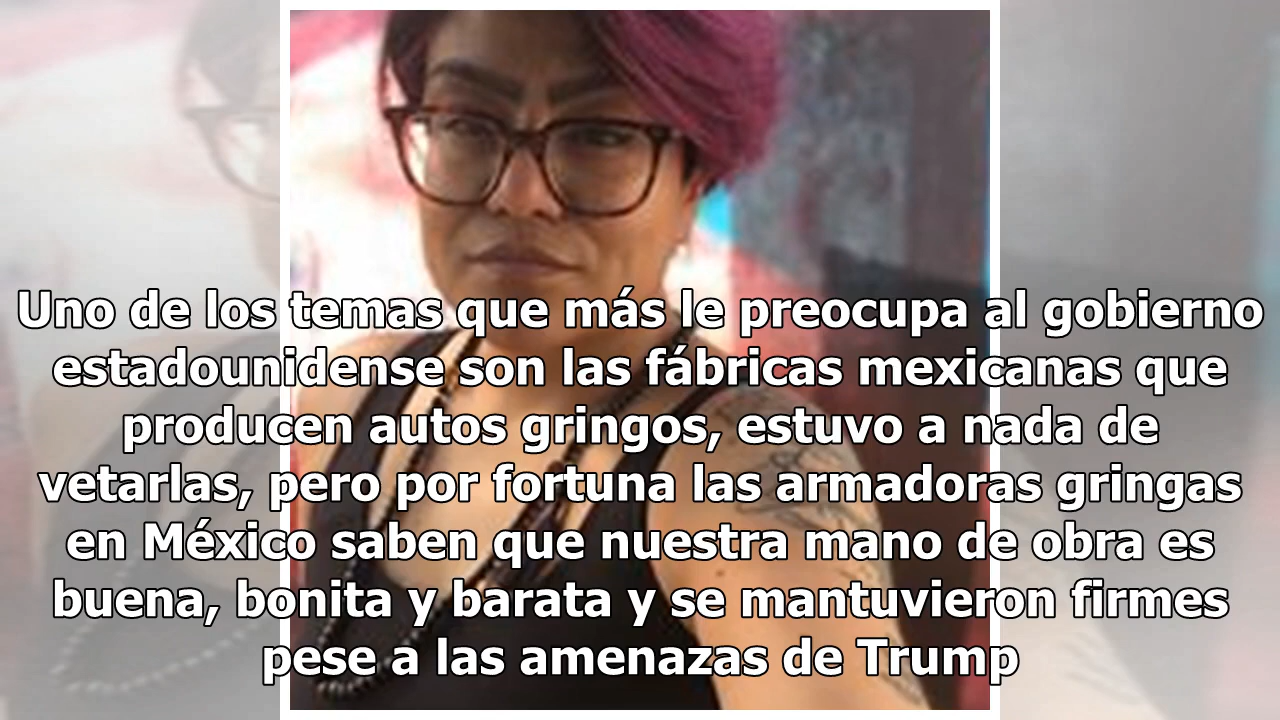 Uno de los temas que más le preocupa al gobierno
estadounidense son las fábricas mexicanas que
producen autos gringos, estuvo a nada de
vetarlas, pero por fortuna las armadoras gringas
en México saben que nuestra mano de obra es
buena, bonita y barata y se mantuvieron firmes
pese a las amenazas de Trump